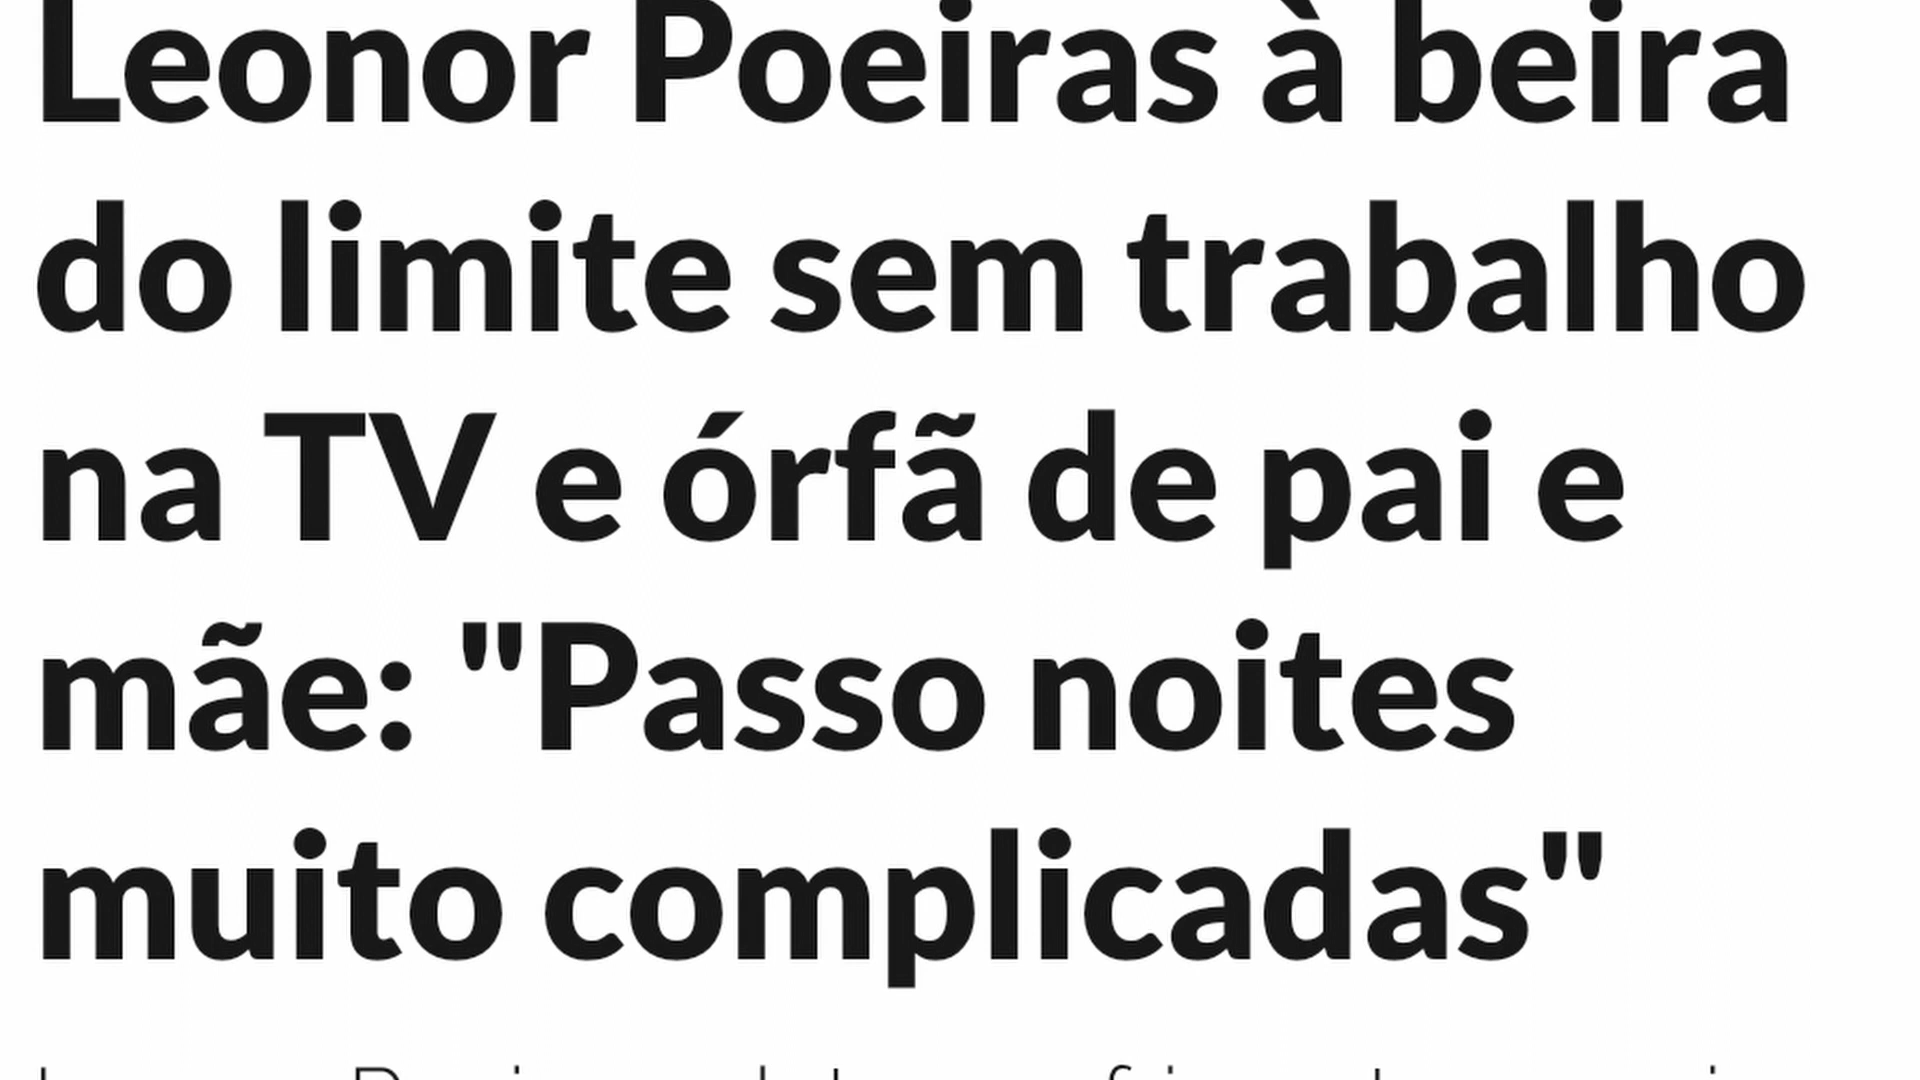 Leonor Poeiras à beira
do limite sem trabalho
na TV e órfã de pai e
mãe: "Passo noites
muito complicadas"